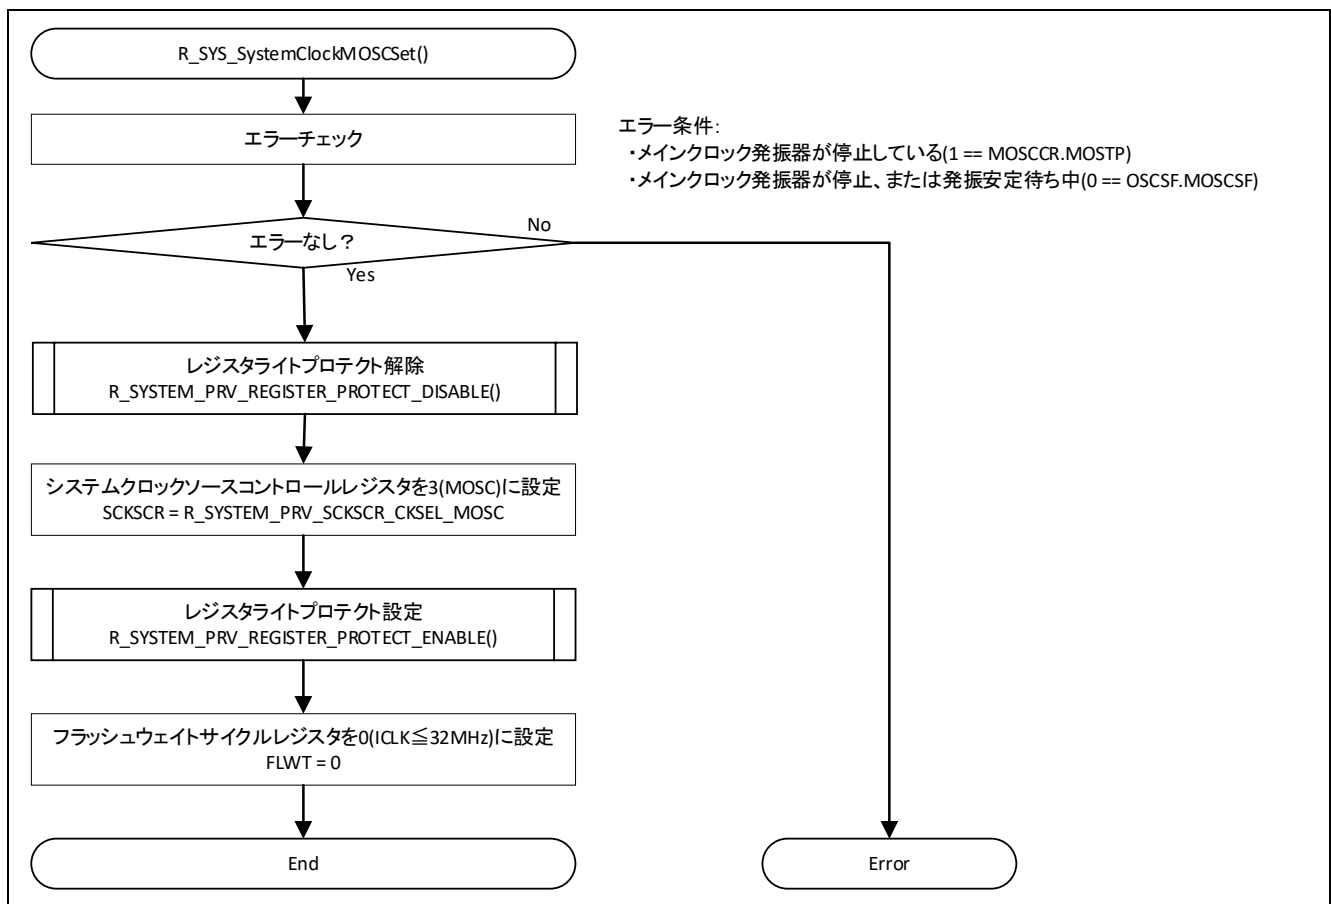 R_SYS_SystemClockMOSCSet()
エラーチェック
エラー条件:
・メインクロック発振器が停止している(1 == MOSCCR.MOSTP)
・メインクロック発振器が停止、または発振安定待ち中(0 == OSCSF.MOSCSF)
エラーなし？
No
Yes
レジスタライトプロテクト解除
R_SYSTEM_PRV_REGISTER_PROTECT_DISABLE()
システムクロックソースコントロールレジスタを3(MOSC)に設定
SCKSCR = R_SYSTEM_PRV_SCKSCR_CKSEL_MOSC
レジスタライトプロテクト設定
R_SYSTEM_PRV_REGISTER_PROTECT_ENABLE()
フラッシュウェイトサイクルレジスタを0(ICLK≦32MHz)に設定
FLWT = 0
End
Error